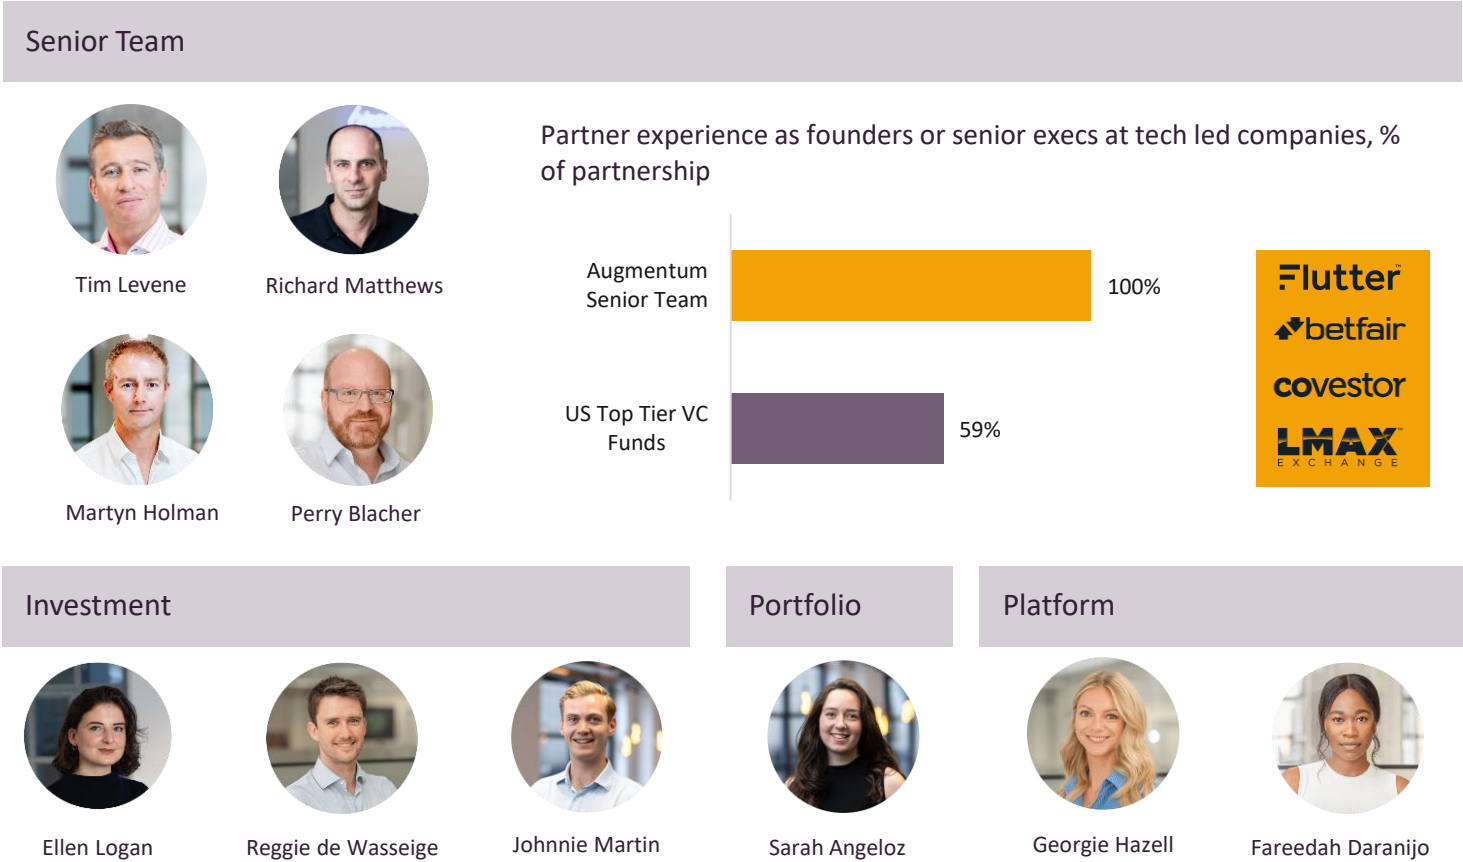 Senior Team
Tim Levene
Richard Matthews
Martyn Holman
Perry Blacher
Partner experience as founders or senior execs at tech led companies, %
of partnership
Augmentum
Senior Team
100%
US Top Tier VC
Funds
59%
Flutter™
betfair
covestor
LMAX™
EXCHANGE
Investment
Ellen Logan
Reggie de Wasseige
Johnnie Martin
Portfolio
Sarah Angeloz
Platform
Georgie Hazell
Fareedah Daranijo